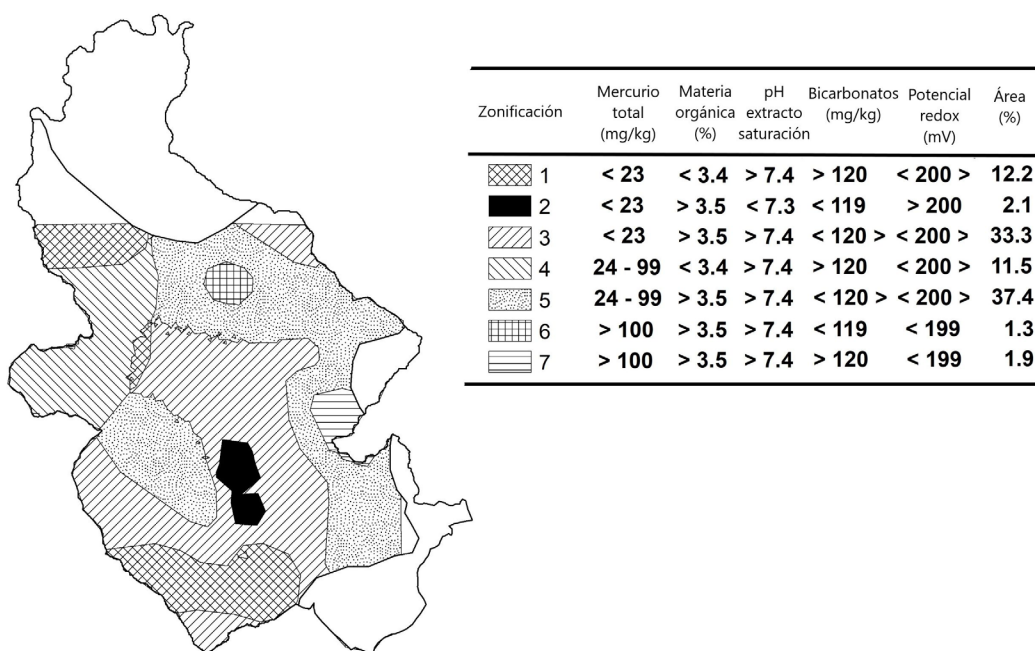 Zonificación Mercurio total (mg/kg) Materia orgánica (%) pH extracto saturación Bicarbonatos (mg/kg) Potencial redox (mV) Área (%)
1 < 23 < 3.4 > 7.4 > 120 < 200 > 12.2
2 < 23 > 3.5 < 7.3 < 119 > 200 2.1
3 < 23 > 3.5 > 7.4 < 120 > < 200 > 33.3
4 24 - 99 < 3.4 > 7.4 > 120 < 200 > 11.5
5 24 - 99 > 3.5 > 7.4 < 120 > < 200 > 37.4
6 > 100 > 3.5 > 7.4 < 119 < 199 1.3
7 > 100 > 3.5 > 7.4 > 120 < 199 1.9